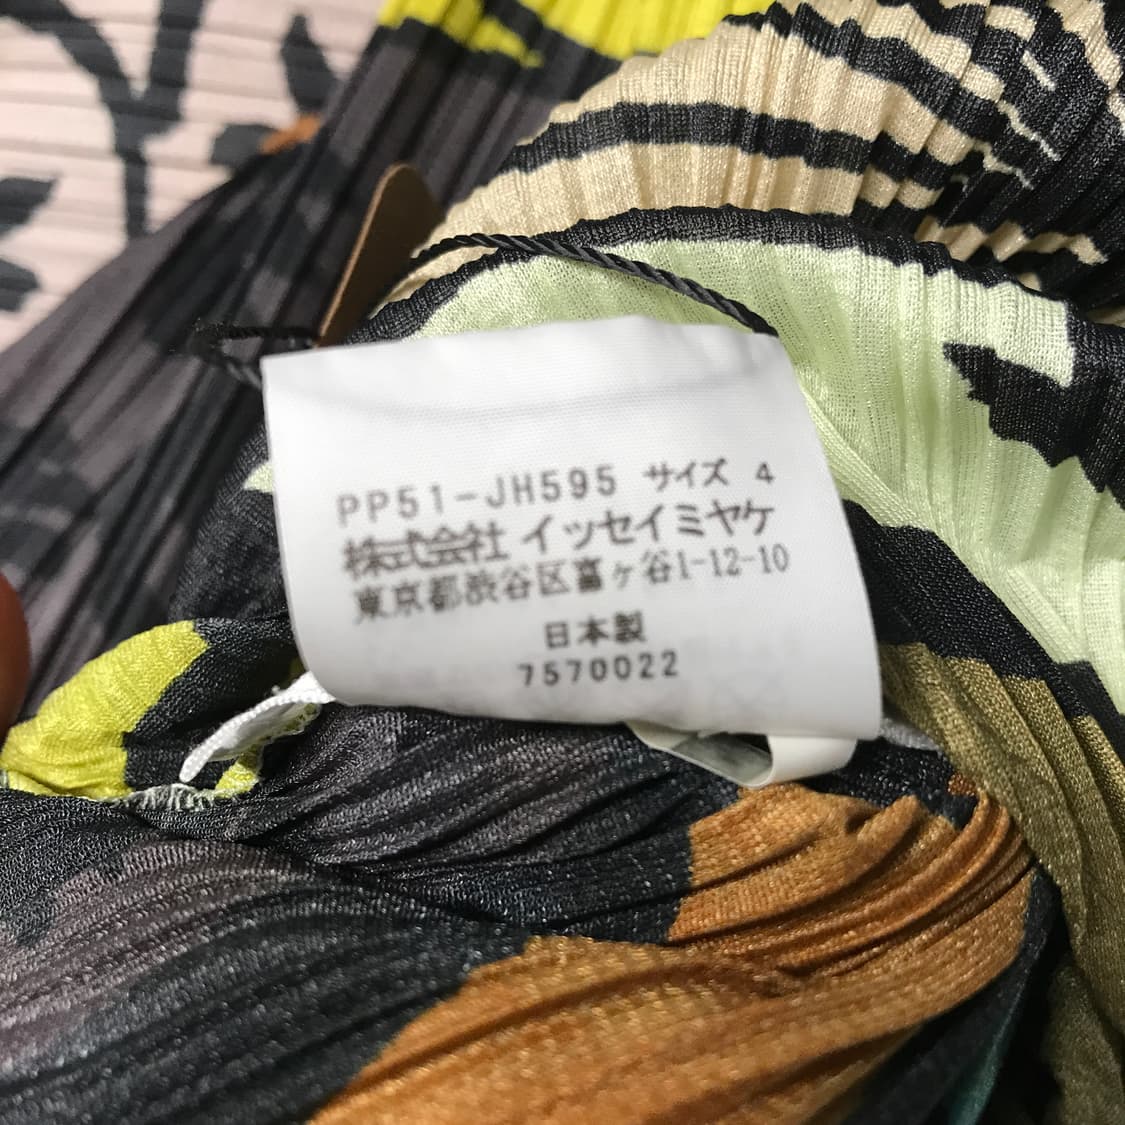 PP51-JH595 サイズ 4
株式会社 イッセイミヤケ
東京都渋谷区富ヶ谷1-12-10
日本製
7570022